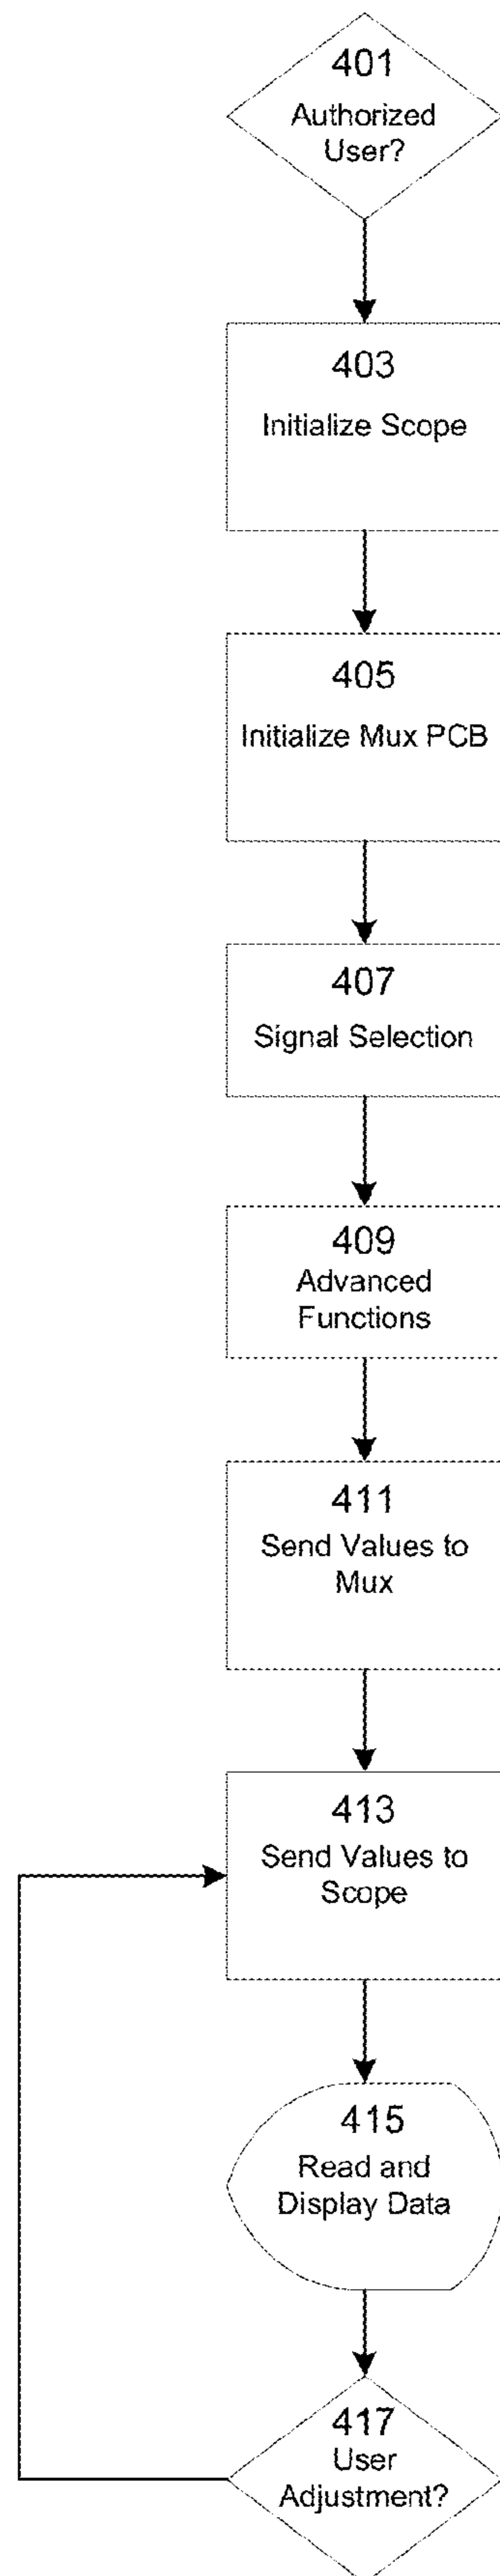 401
Authorized
User?
403
Initialize Scope
405
Initialize Mux PCB
407
Signal Selection
409
Advanced
Functions
411
Send Values to
Mux
413
Send Values to
Scope
415
Read and
Display Data
417
User
Adjustment?